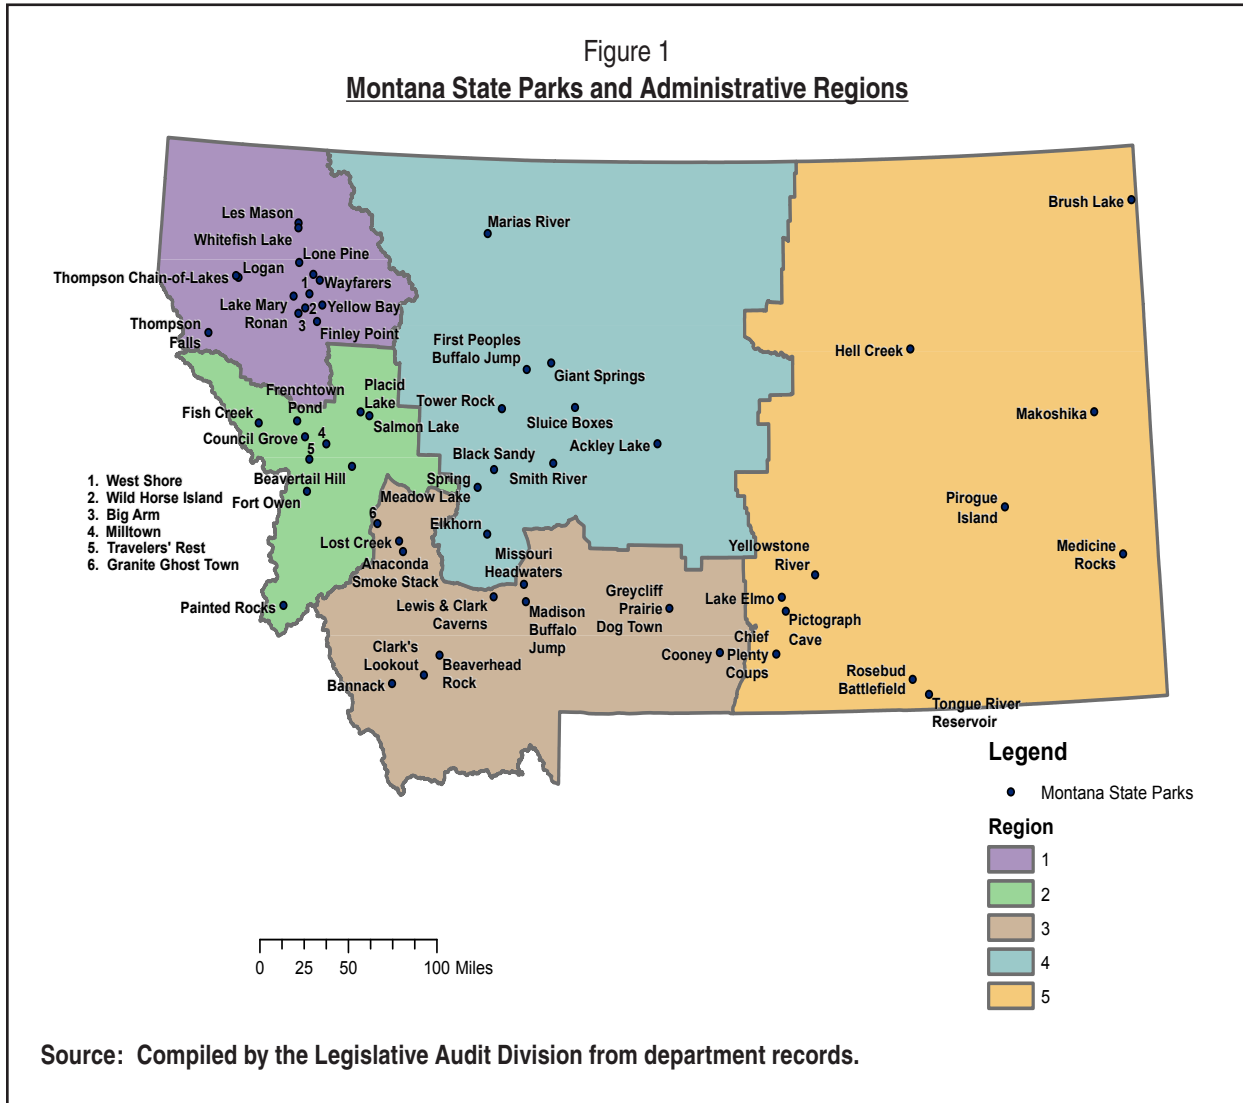 Figure 1
Montana State Parks and Administrative Regions
Les Mason
Whitefish Lake
Lone Pine
Thompson Chain-of-Lakes
Logan
1
Wayfarers
Lake Mary
Ronan
2
Yellow Bay
3
Finley Point
Thompson
Falls
Marias River
Brush Lake
First Peoples
Buffalo Jump
Giant Springs
Hell Creek
Frenchtown
Pond
Placid
Lake
Fish Creek
Salmon Lake
Council Grove
4
5
Tower Rock
Sluice Boxes
Ackley Lake
Makoshika
Black Sandy
Smith River
Beavertail Hill
Spring
Meadow Lake
Fort Owen
1. West Shore
2. Wild Horse Island
3. Big Arm
4. Milltown
5. Travelers' Rest
6. Granite Ghost Town
6
Elkhorn
Lost Creek
Anaconda
Smoke Stack
Missouri
Headwaters
Pirogue
Island
Yellowstone
River
Medicine
Rocks
Painted Rocks
Lewis & Clark
Caverns
Madison
Buffalo
Jump
Greycliff
Prairie
Dog Town
Lake Elmo
Pictograph
Cave
Clark's
Lookout
Beaverhead
Rock
Bannack
Cooney
Chief
Plenty
Coups
Rosebud
Battlefield
Tongue River
Reservoir
Legend
Montana State Parks
Region
1
2
3
4
5
0 25 50 100 Miles
Source: Compiled by the Legislative Audit Division from department records.